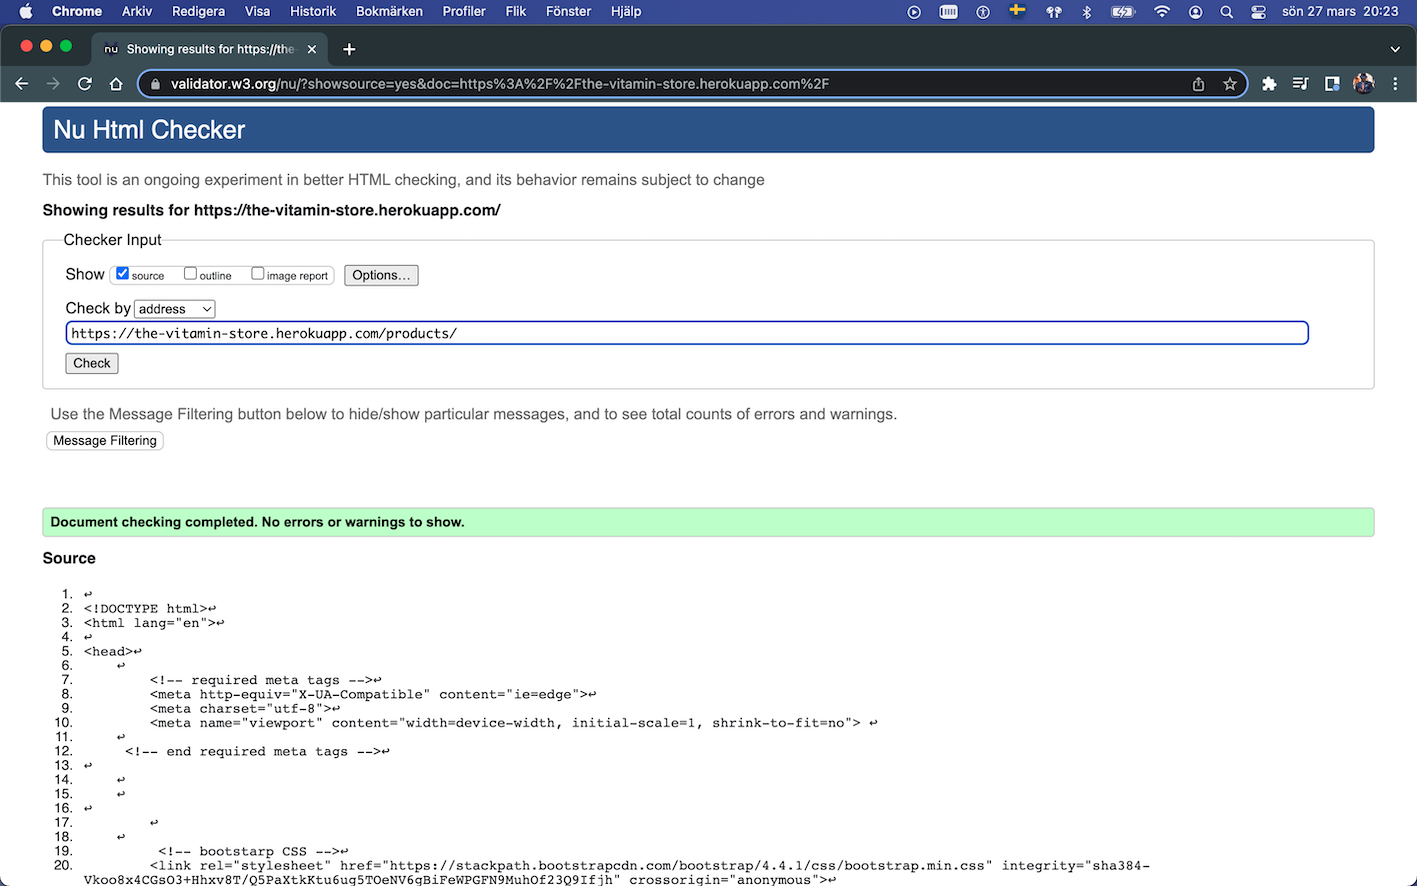 Chrome Arkiv Redigera Visa Historik Bokmärken Profiler Flik Fönster Hjälp sön 27 mars 20:23
nu Showing results for https://the-
validator.w3.org/nu/?showsource=yes&doc=https%3A%2F%2Fthe-vitamin-store.herokuapp.com%2F
Nu Html Checker
This tool is an ongoing experiment in better HTML checking, and its behavior remains subject to change
Showing results for https://the-vitamin-store.herokuapp.com/
Checker Input
Show source outline image report Options...
Check by address
https://the-vitamin-store.herokuapp.com/products/
Check
Use the Message Filtering button below to hide/show particular messages, and to see total counts of errors and warnings.
Message Filtering
Document checking completed. No errors or warnings to show.
Source
1. ↩
2. <!DOCTYPE html>↩
3. <html lang="en">↩
4. ↩
5. <head>↩
6. ↩
7. <!-- required meta tags -->↩
8. <meta http-equiv="X-UA-Compatible" content="ie=edge">↩
9. <meta charset="utf-8">↩
10. <meta name="viewport" content="width=device-width, initial-scale=1, shrink-to-fit=no"> ↩
11. ↩
12. <!-- end required meta tags -->↩
13. ↩
14. ↩
15. ↩
16. ↩
17. ↩
18. ↩
19. <!-- bootstarp CSS -->↩
20. <link rel="stylesheet" href="https://stackpath.bootstrapcdn.com/bootstrap/4.4.1/css/bootstrap.min.css" integrity="sha384-
Vkoo8x4CGsO3+Hhxv8T/Q5PaXtkKtu6ug5TOeNV6gBiFeWPGFN9MuhOf23Q9Ifjh" crossorigin="anonymous">↩